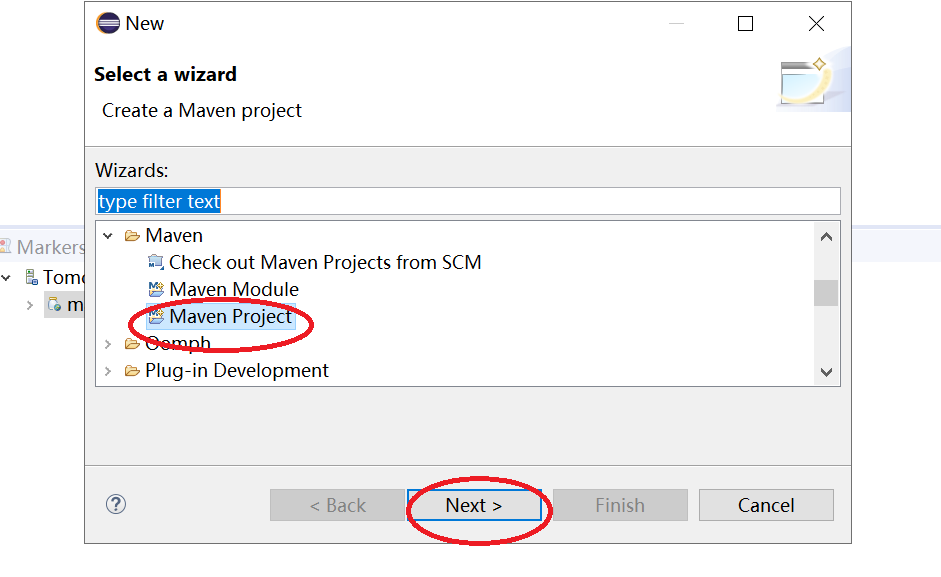 New
Select a wizard
Create a Maven project
Wizards:
type filter text
Markers
Maven
Check out Maven Projects from SCM
Maven Module
Maven Project
Oomph
Plug-in Development
< Back
Next >
Finish
Cancel